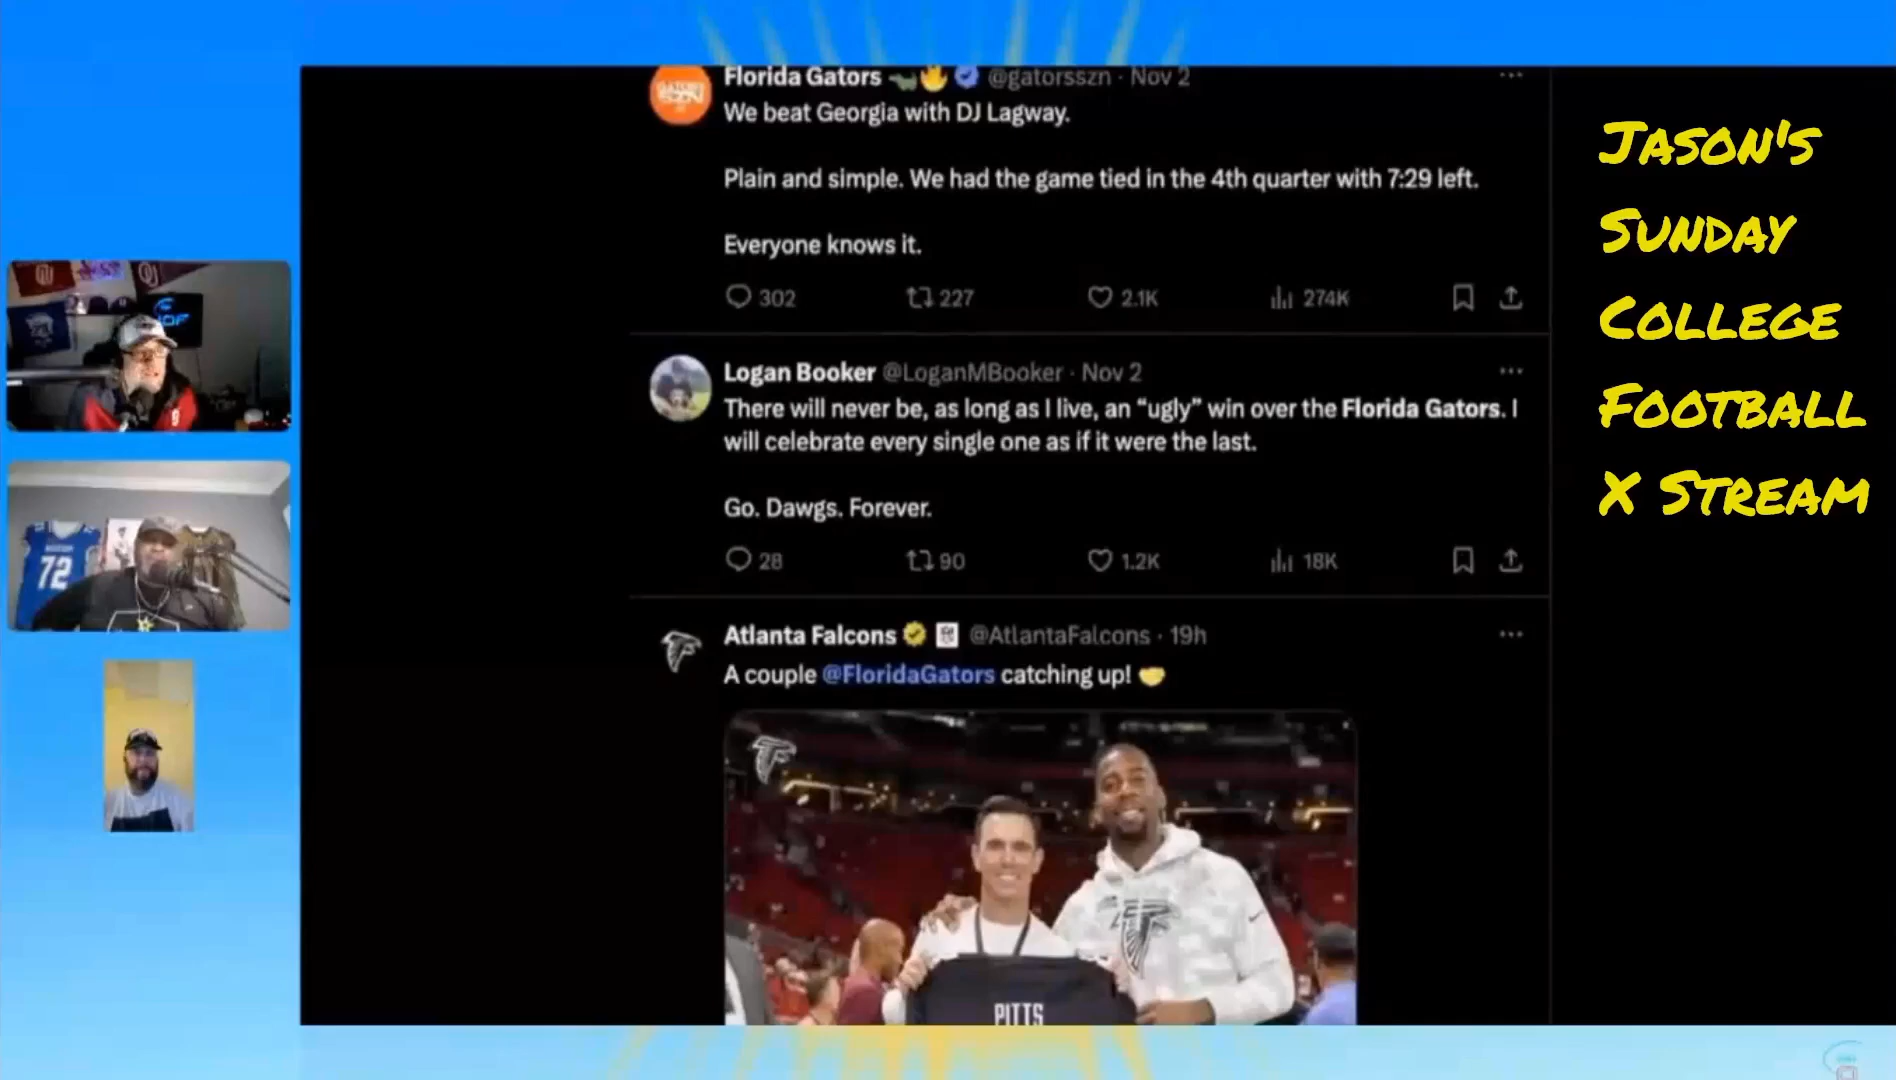 Florida Gators @gatorsszn · Nov 2
We beat Georgia with DJ Lagway.
Plain and simple. We had the game tied in the 4th quarter with 7:29 left.
Everyone knows it.
302 227 2.1K 274K
Logan Booker @LoganMBooker · Nov 2
There will never be, as long as I live, an “ugly” win over the Florida Gators. I
will celebrate every single one as if it were the last.
Go. Dawgs. Forever.
28 90 1.2K 18K
Atlanta Falcons @AtlantaFalcons · 19h
A couple @FloridaGators catching up!
PITTS
JASON'S
SUNDAY
COLLEGE
FOOTBALL
X STREAM
GATORS
SZN
OU
72